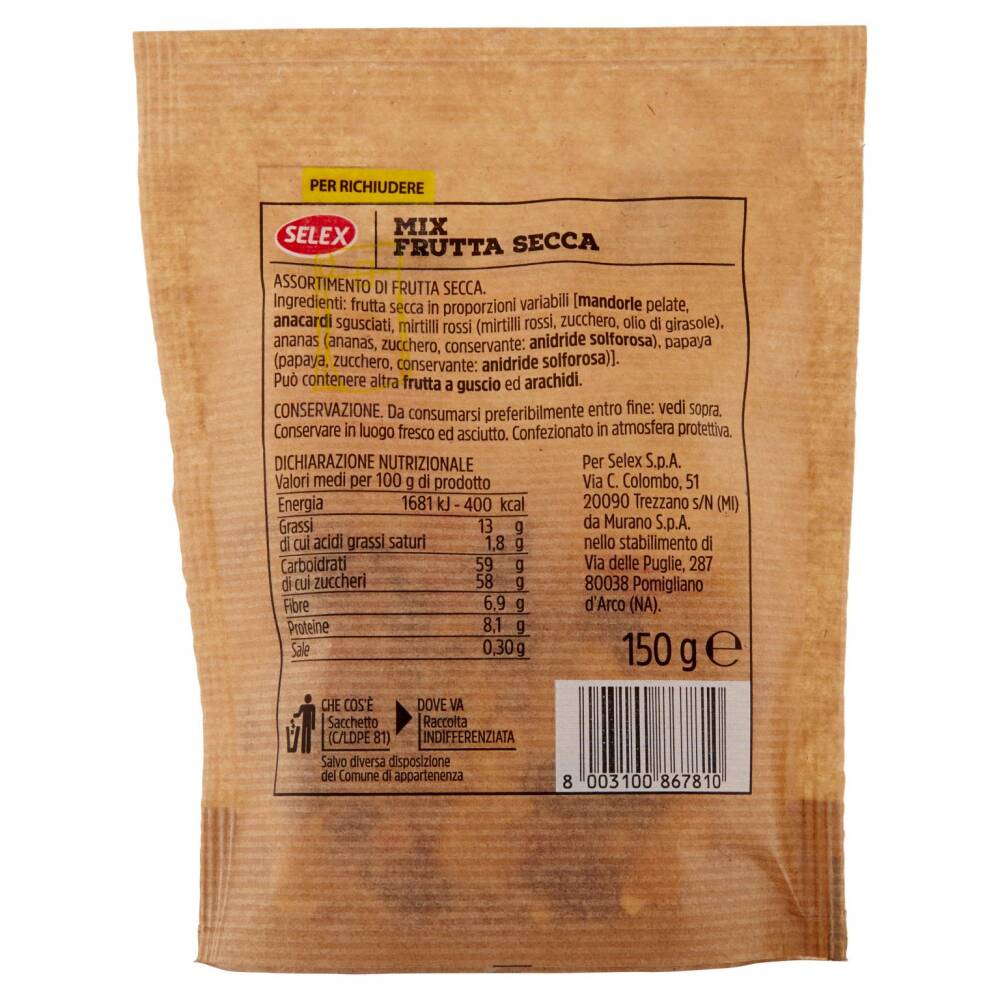 PER RICHIUDERE
SELEX
MIX
FRUTTA SECCA
ASSORTIMENTO DI FRUTTA SECCA.
Ingredienti: frutta secca in proporzioni variabili [mandorle pelate,
anacardi sgusciati, mirtilli rossi (mirtilli rossi, zucchero, olio di girasole),
ananas (ananas, zucchero, conservante: anidride solforosa), papaya
(papaya, zucchero, conservante: anidride solforosa)].
Può contenere altra frutta a guscio ed arachidi.
CONSERVAZIONE. Da consumarsi preferibilmente entro fine: vedi sopra.
Conservare in luogo fresco ed asciutto. Confezionato in atmosfera protettiva.
DICHIARAZIONE NUTRIZIONALE
Valori medi per 100 g di prodotto
Energia 1681 kJ - 400 kcal
Grassi 13 g
di cui acidi grassi saturi 1,8 g
Carboidrati 59 g
di cui zuccheri 58 g
Fibre 6,9 g
Proteine 8,1 g
Sale 0,30 g
Per Selex S.p.A.
Via C. Colombo, 51
20090 Trezzano s/N (MI)
da Murano S.p.A.
nello stabilimento di
Via delle Puglie, 287
80038 Pomigliano
d'Arco (NA).
150 g ℮
CHE COS'È
Sacchetto
(C/LDPE 81)
DOVE VA
Raccolta
INDIFFERENZIATA
Salvo diversa disposizione
del Comune di appartenenza
8 003100 867810